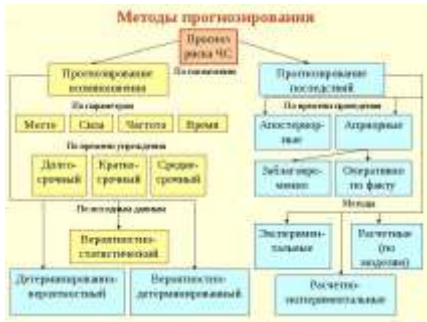 Методы прогнозирования
Прогноз
риска ЧС
По назначению
Прогнозирование
возникновения
Прогнозирование
последствий
По параметрам
Место
Сила
Частота
Время
По времени упреждения
Долго-
срочный
Кратко-
срочный
Средне-
срочный
По исходным данным
Вероятностно-
статистический
Детерминированно-
вероятностный
Вероятностно-
детерминированный
По времени проведения
Апостериор-
ные
Априорные
Заблаговре-
менно
Оперативно
по факту
Методы
Эксперимен-
тальные
Расчетные
(по
моделям)
Расчетно-
экспериментальные